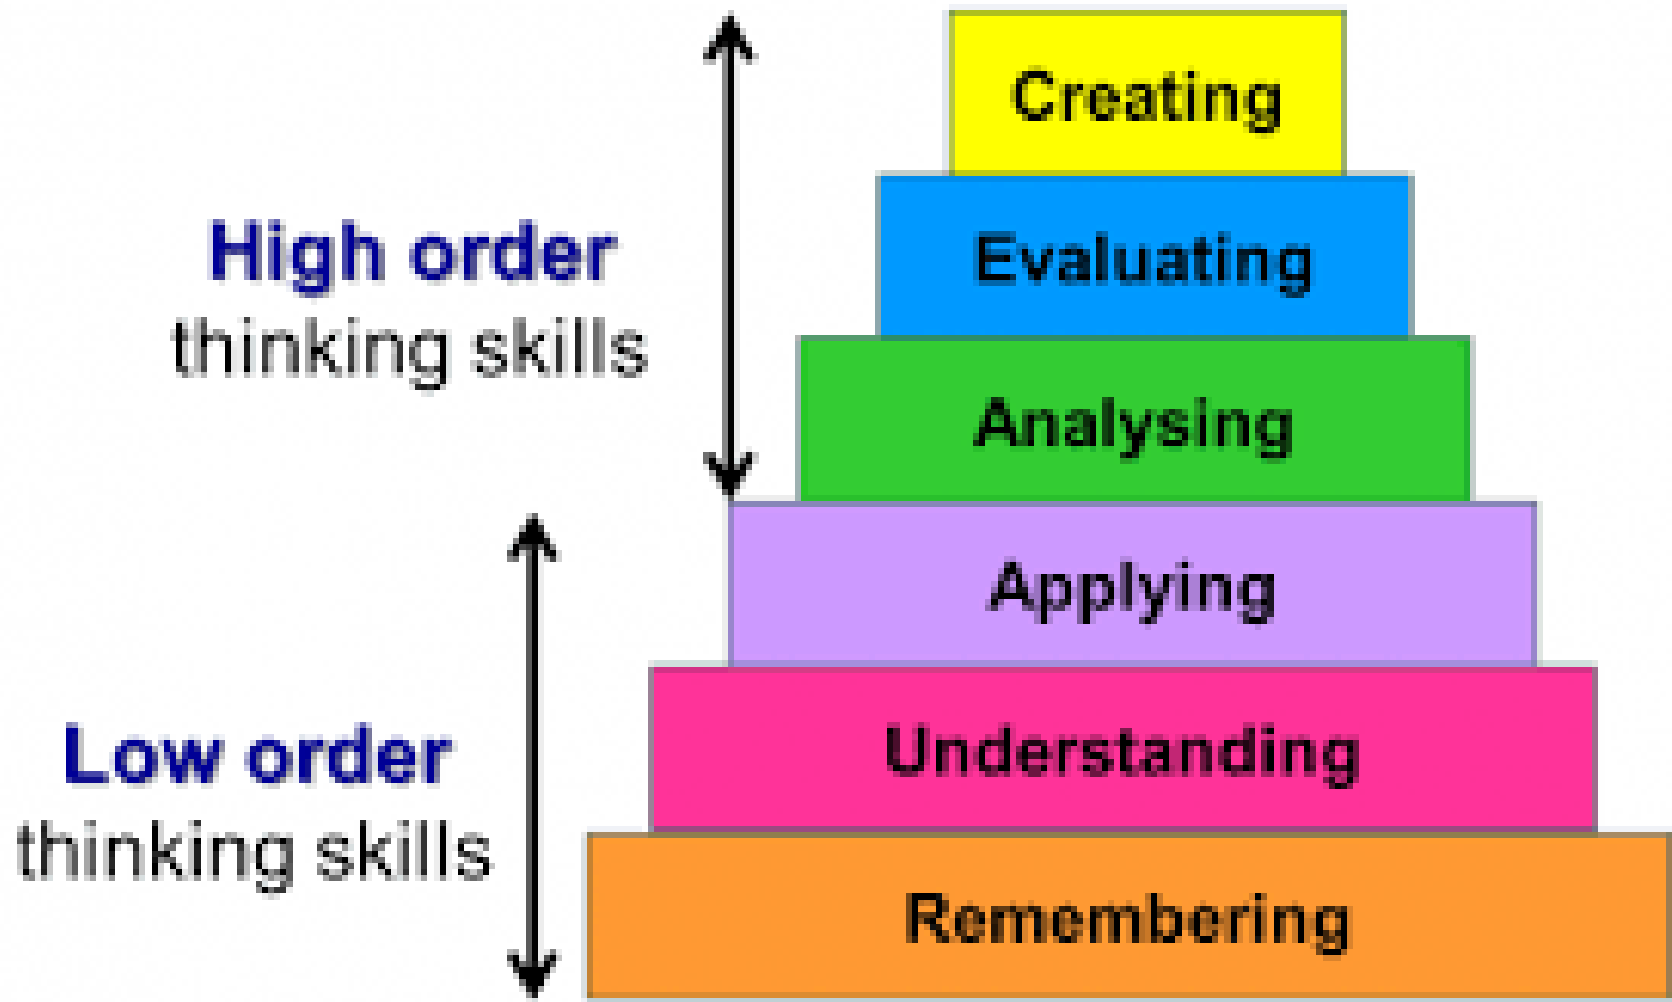 Creating
Evaluating
High order
thinking skills
Analysing
Applying
Understanding
Low order
thinking skills
Remembering